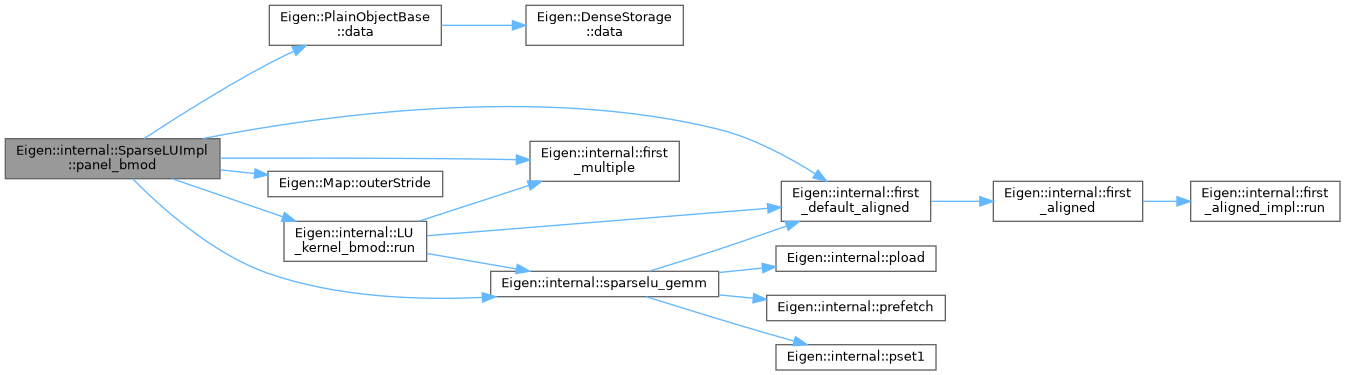 Eigen::PlainObjectBase
::data
Eigen::DenseStorage
::data
Eigen::internal::SparseLUImpl
::panel_bmod
Eigen::internal::first
_multiple
Eigen::Map::outerStride
Eigen::internal::first
_default_aligned
Eigen::internal::first
_aligned
Eigen::internal::first
_aligned_impl::run
Eigen::internal::LU
_kernel_bmod::run
Eigen::internal::pload
Eigen::internal::sparselu_gemm
Eigen::internal::prefetch
Eigen::internal::pset1